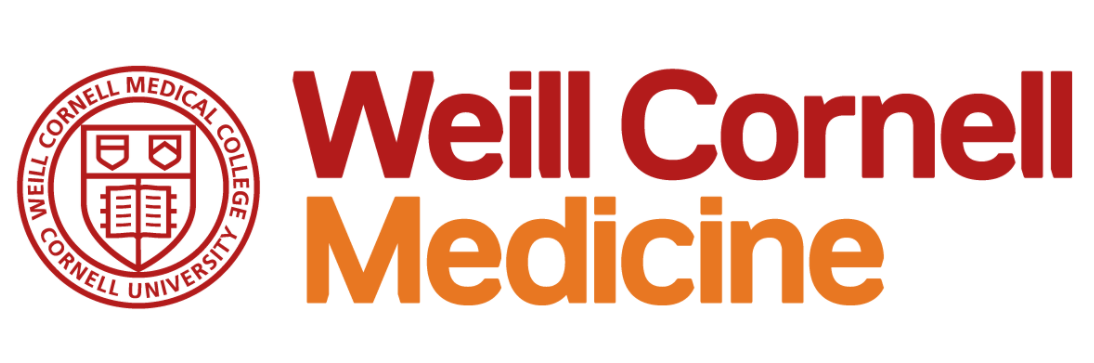 WEILL CORNELL MEDICAL COLLEGE
CORNELL UNIVERSITY
Weill Cornell
Medicine